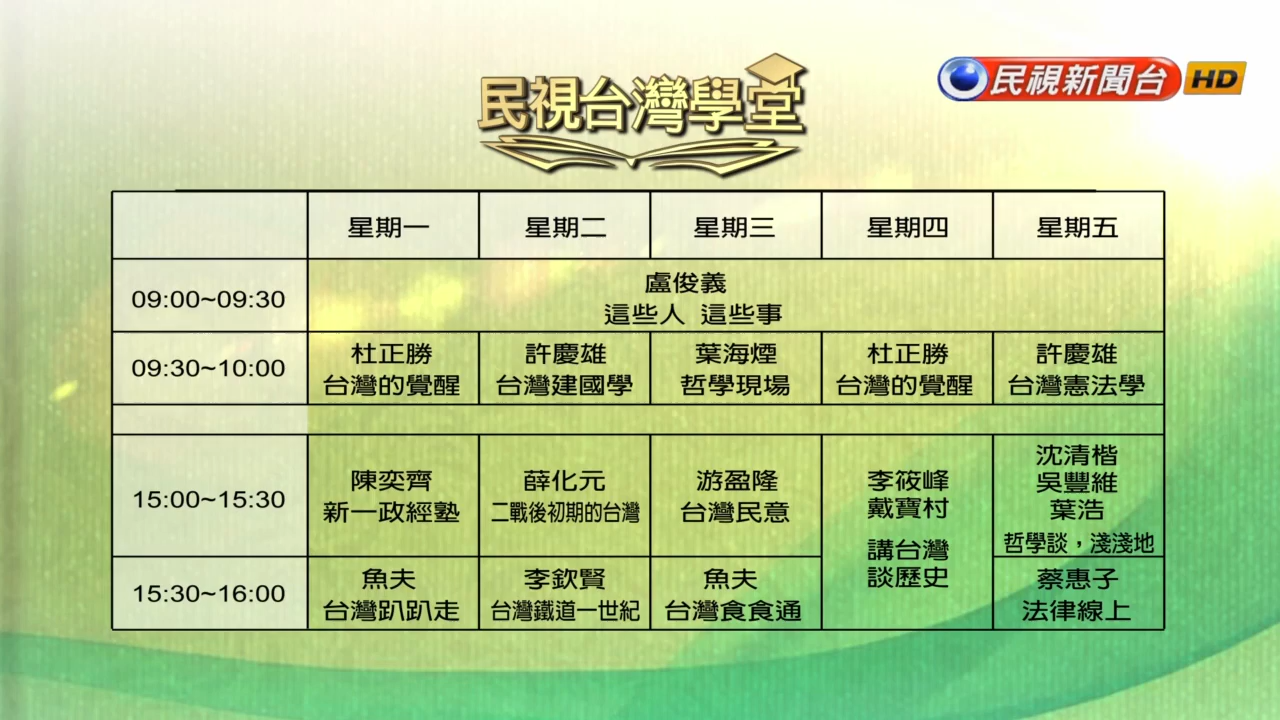 民視台灣學堂
民視新聞台 HD
星期一 星期二 星期三 星期四 星期五
09:00~09:30
盧俊義
這些人 這些事
09:30~10:00
杜正勝
台灣的覺醒
許慶雄
台灣建國學
葉海煙
哲學現場
杜正勝
台灣的覺醒
許慶雄
台灣憲法學
15:00~15:30
陳奕齊
新一政經塾
薛化元
二戰後初期的台灣
游盈隆
台灣民意
李筱峰
戴寶村
講台灣
談歷史
沈清楷
吳豐維
葉浩
哲學談，淺淺地
15:30~16:00
魚夫
台灣趴趴走
李欽賢
台灣鐵道一世紀
魚夫
台灣食食通
蔡惠子
法律線上